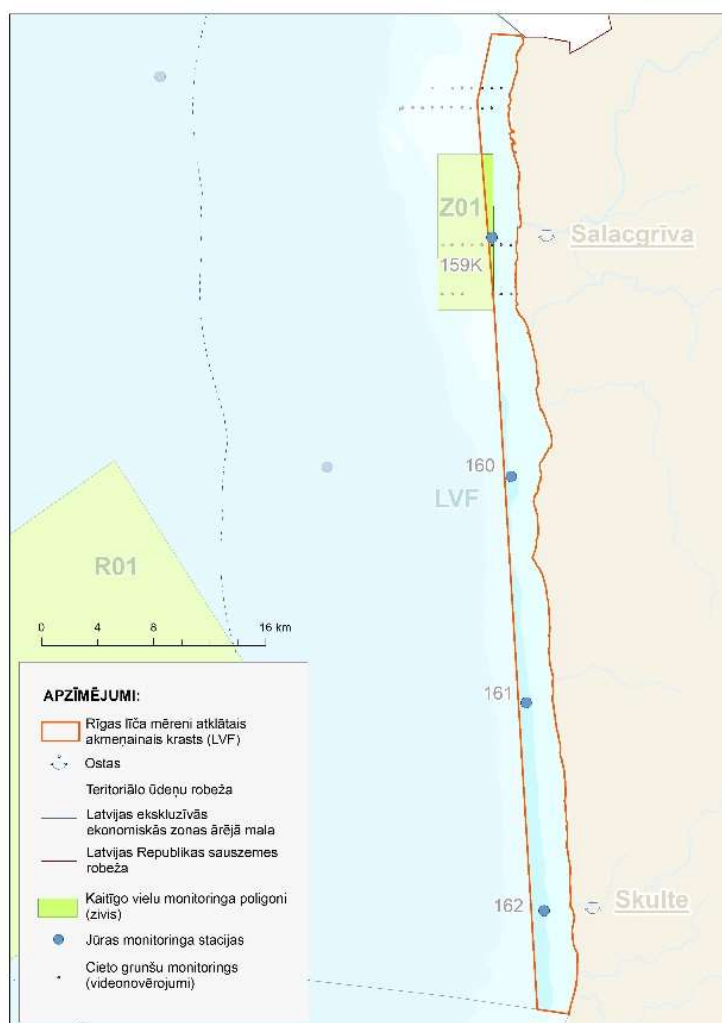 Z01
Salacgrīva
159K
160
LVF
R01
0 4 8 16 km
161
APZĪMĒJUMI:
Rīgas līča mēreni atklātais
akmeņainais krasts (LVF)
Ostas
Teritoriālo ūdeņu robeža
Latvijas ekskluzīvās
ekonomiskās zonas ārējā mala
Latvijas Republikas sauszemes
robeža
Kaitīgo vielu monitoringa poligoni
(zivis)
Jūras monitoringa stacijas
Cieto grunšu monitorings
(videonovērojumi)
162
Skulte